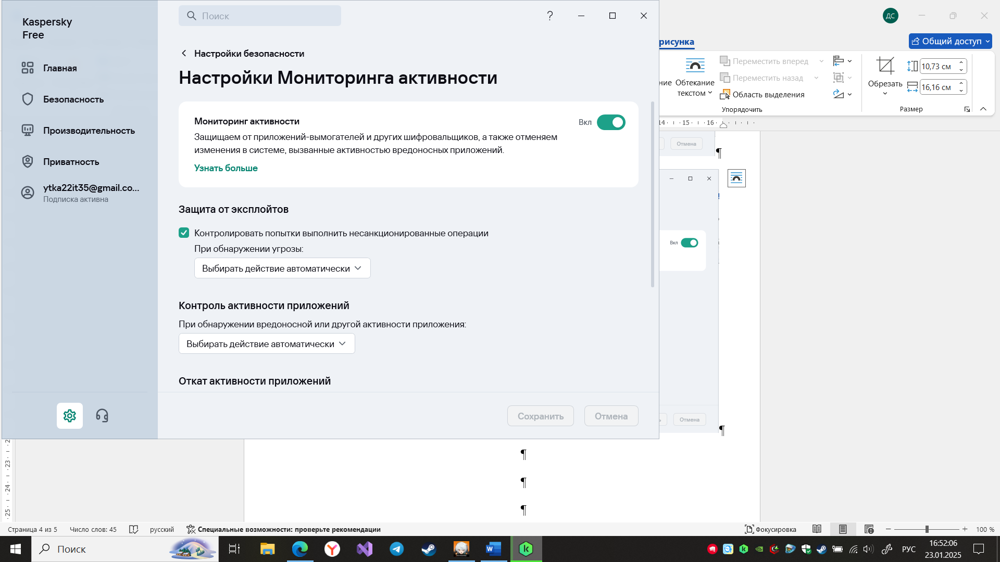 Kaspersky
Free
Главная
Безопасность
Производительность
Приватность
ytka22it35@gmail.co...
Подписка активна
Поиск
Настройки безопасности
Настройки Мониторинга активности
Мониторинг активности
Вкл
Защищаем от приложений-вымогателей и других шифровальщиков, а также отменяем
изменения в системе, вызванные активностью вредоносных приложений.
Узнать больше
Защита от эксплойтов
Контролировать попытки выполнить несанкционированные операции
При обнаружении угрозы:
Выбирать действие автоматически
Контроль активности приложений
При обнаружении вредоносной или другой активности приложения:
Выбирать действие автоматически
Откат активности приложений
Сохранить
Отмена
ДС
рисунка
Общий доступ
ние
Обтекание
текстом
Переместить вперед
Переместить назад
Область выделения
Упорядочить
Обрезать
10,73 см
16,16 см
Размер
14 · 15 · 16
Отмена
¶
Вкл
Отмена
¶
¶
¶
¶
23
24
25
Страница 4 из 5
Число слов: 45
русский
Специальные возможности: проверьте рекомендации
Фокусировка
100 %
Поиск
РУС
16:52:06
23.01.2025